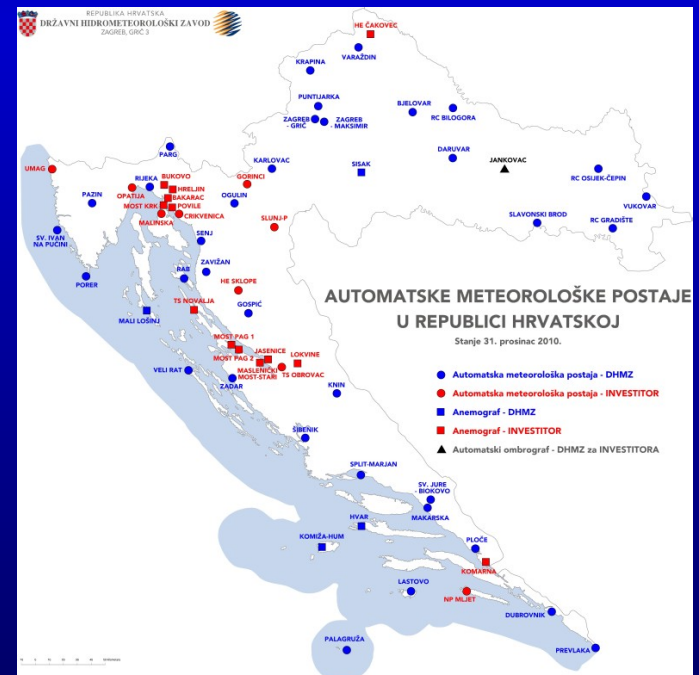 REPUBLIKA HRVATSKA
DRŽAVNI HIDROMETEOROLOŠKI ZAVOD
ZAGREB, GRIČ 3
HE ČAKOVEC
VARAŽDIN
KRAPINA
PUNTIJARKA
ZAGREB
- GRIČ
ZAGREB
- MAKSIMIR
BJELOVAR
RC BILOGORA
DARUVAR
JANKOVAC
SISAK
KARLOVAC
PARG
UMAG
RIJEKA
BUKOVO
HRELJIN
BAKARAC
OPATIJA
MOST KRK
POVILE
MALINSKA
CRIKVENICA
PAZIN
GORINCI
OGULIN
SLUNJ-P
RC OSIJEK-ČEPIN
VUKOVAR
SLAVONSKI BROD
RC GRADIŠTE
SV. IVAN
NA PUČINI
PORER
SENJ
ZAVIŽAN
RAB
HE SKLOPE
TS NOVALJA
GOSPIĆ
MALI LOŠINJ
MOST PAG 1
MOST PAG 2
JASENICE
LOKVINE
MASLENIČKI
MOST-STARI
TS OBROVAC
VELI RAT
ZADAR
KNIN
ŠIBENIK
SPLIT-MARJAN
SV. JURE
- BIOKOVO
MAKARSKA
HVAR
KOMIŽA-HUM
PLOČE
KOMARNA
LASTOVO
NP MLJET
DUBROVNIK
PREVLAKA
PALAGRUŽA
AUTOMATSKE METEOROLOŠKE POSTAJE
U REPUBLICI HRVATSKOJ
Stanje 31. prosinac 2010.
Automatska meteorološka postaja - DHMZ
Automatska meteorološka postaja - INVESTITOR
Anemograf - DHMZ
Anemograf - INVESTITOR
Automatski ombrograf - DHMZ za INVESTITORA